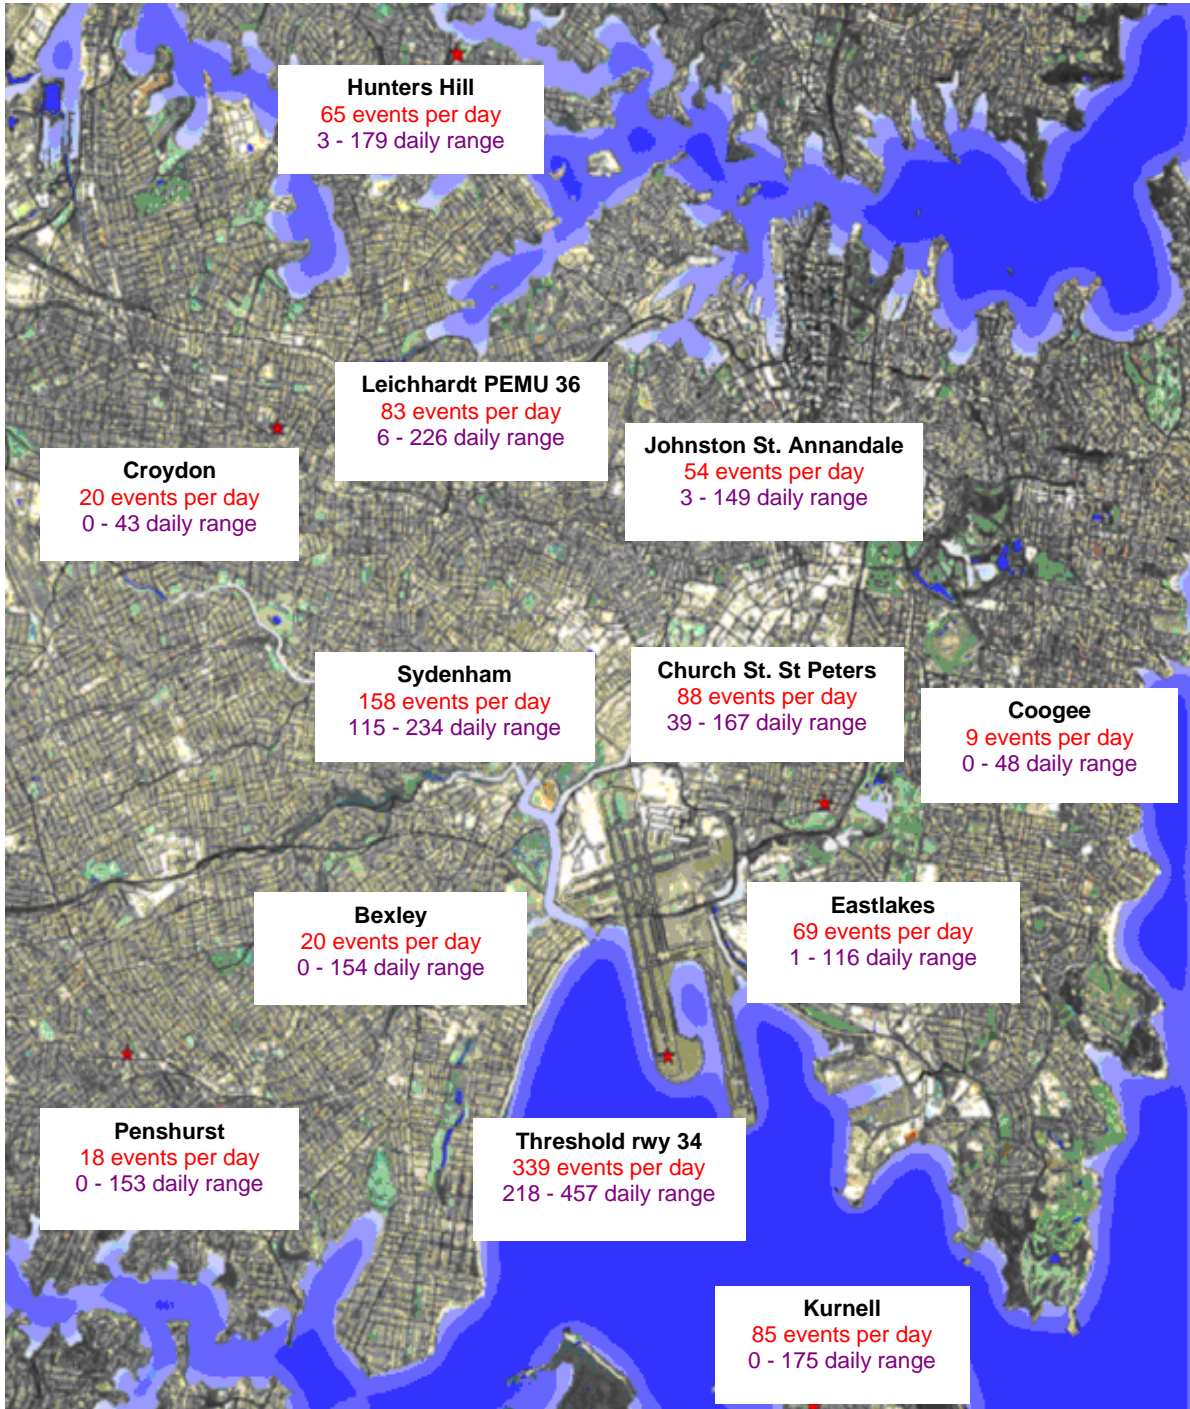 Hunters Hill
65 events per day
3 - 179 daily range
Leichhardt PEMU 36
83 events per day
6 - 226 daily range
Johnston St. Annandale
54 events per day
3 - 149 daily range
Croydon
20 events per day
0 - 43 daily range
Sydenham
158 events per day
115 - 234 daily range
Church St. St Peters
88 events per day
39 - 167 daily range
Coogee
9 events per day
0 - 48 daily range
Bexley
20 events per day
0 - 154 daily range
Eastlakes
69 events per day
1 - 116 daily range
Penshurst
18 events per day
0 - 153 daily range
Threshold rwy 34
339 events per day
218 - 457 daily range
Kurnell
85 events per day
0 - 175 daily range